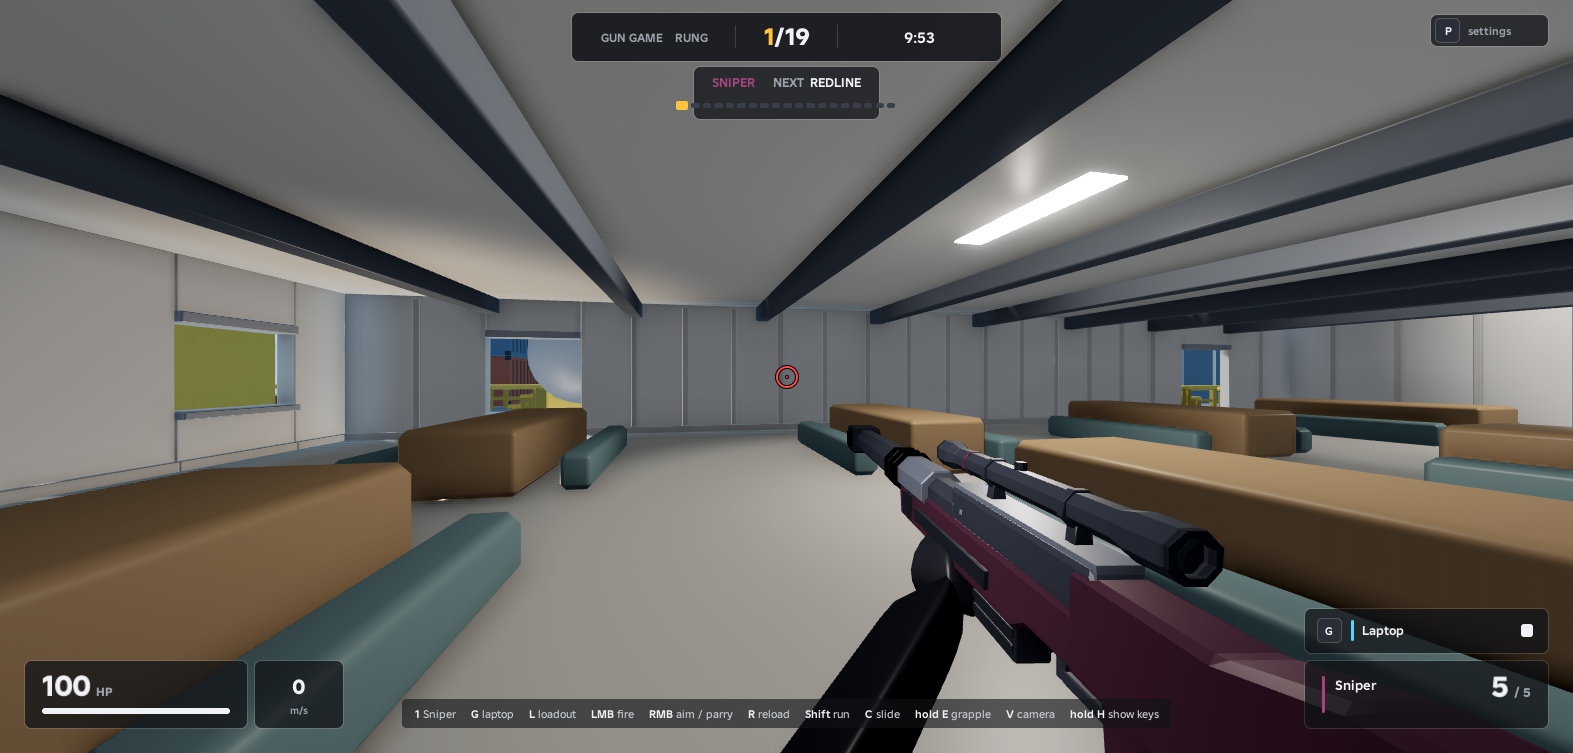 GUN GAME RUNG 1/19 9:53
P settings
SNIPER NEXT REDLINE
G Laptop
100 HP
0
m/s
Sniper 5 / 5
1 Sniper G laptop L loadout LMB fire RMB aim / parry R reload Shift run C slide hold E grapple V camera hold H show keys